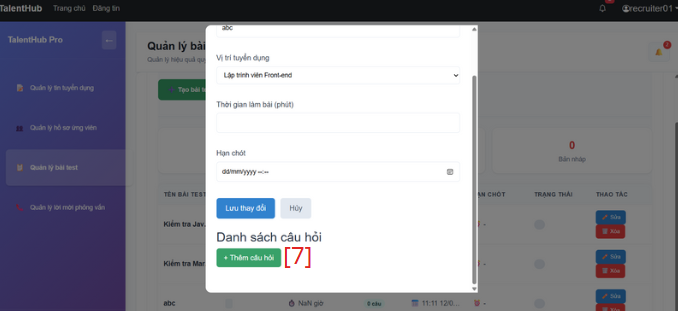 TalentHub Trang chủ Đăng tin
recruiter01
TalentHub Pro
Quản lý tin tuyển dụng
Quản lý hồ sơ ứng viên
Quản lý bài test
Quản lý lời mời phỏng vấn
Quản lý bài
Quản lý hiệu quả
Tạo bài
abc
Vị trí tuyển dụng
Lập trình viên Front-end
Thời gian làm bài (phút)
Hạn chót
dd/mm/yyyy --:--
Lưu thay đổi Hủy
Danh sách câu hỏi
+ Thêm câu hỏi [7]
2
0
Bản nháp
TÊN BÀI TEST HẠN CHÓT TRẠNG THÁI THAO TÁC
Kiểm tra Jav. - Sửa
Xóa
Kiểm tra Mar - Sửa
Xóa
abc NaN giờ 0 câu 11:11 12/0... - Sửa